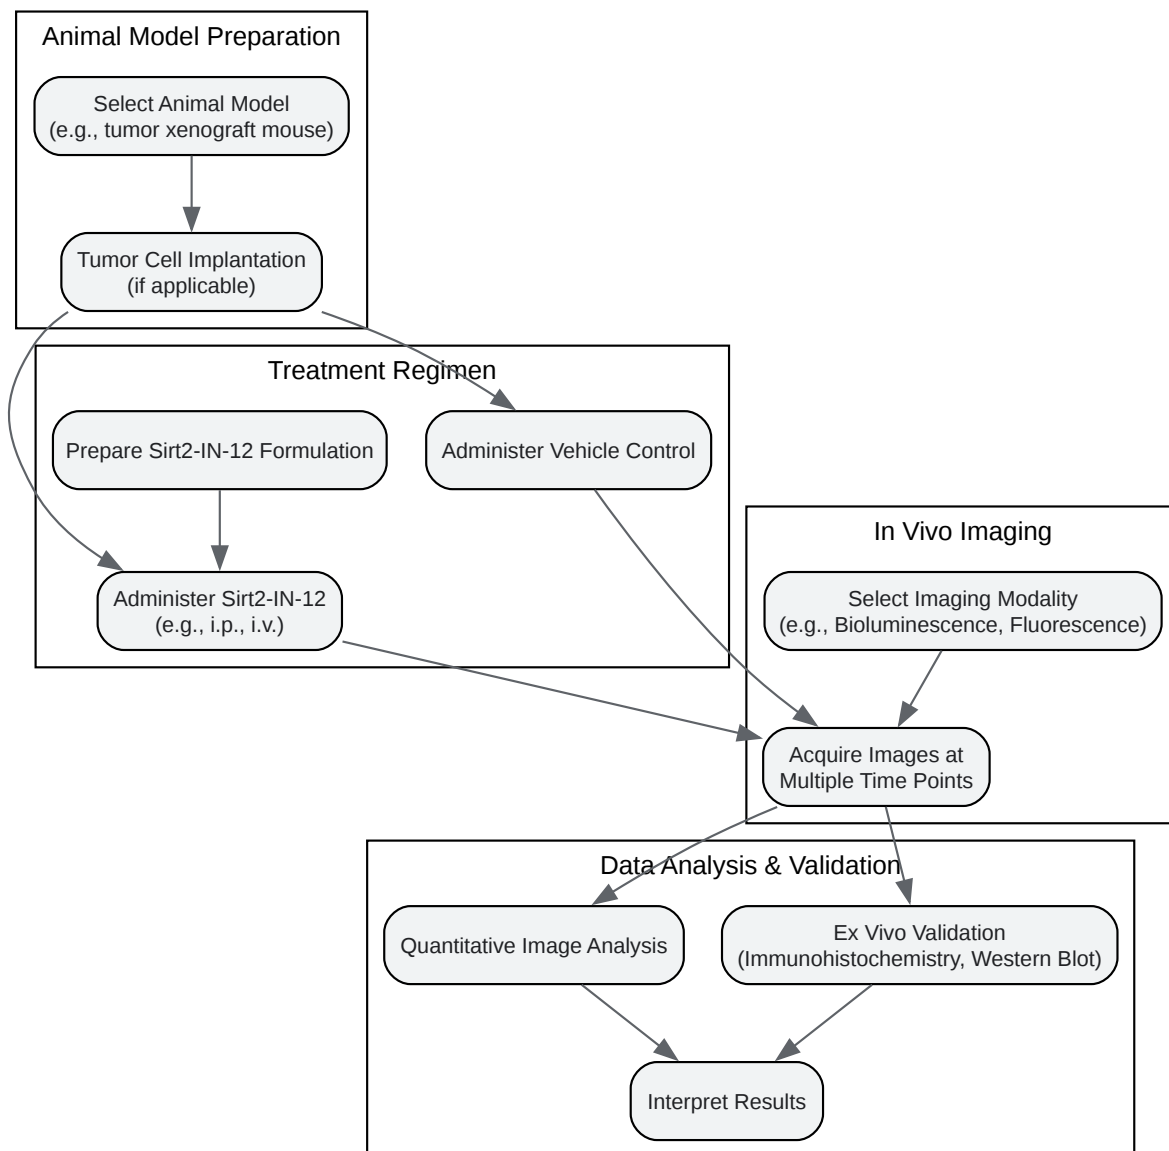 Animal Model Preparation
Select Animal Model
(e.g., tumor xenograft mouse)
Tumor Cell Implantation
(if applicable)
Treatment Regimen
Prepare Sirt2-IN-12 Formulation
Administer Vehicle Control
Administer Sirt2-IN-12
(e.g., i.p., i.v.)
In Vivo Imaging
Select Imaging Modality
(e.g., Bioluminescence, Fluorescence)
Acquire Images at
Multiple Time Points
Data Analysis & Validation
Quantitative Image Analysis
Ex Vivo Validation
(Immunohistochemistry, Western Blot)
Interpret Results